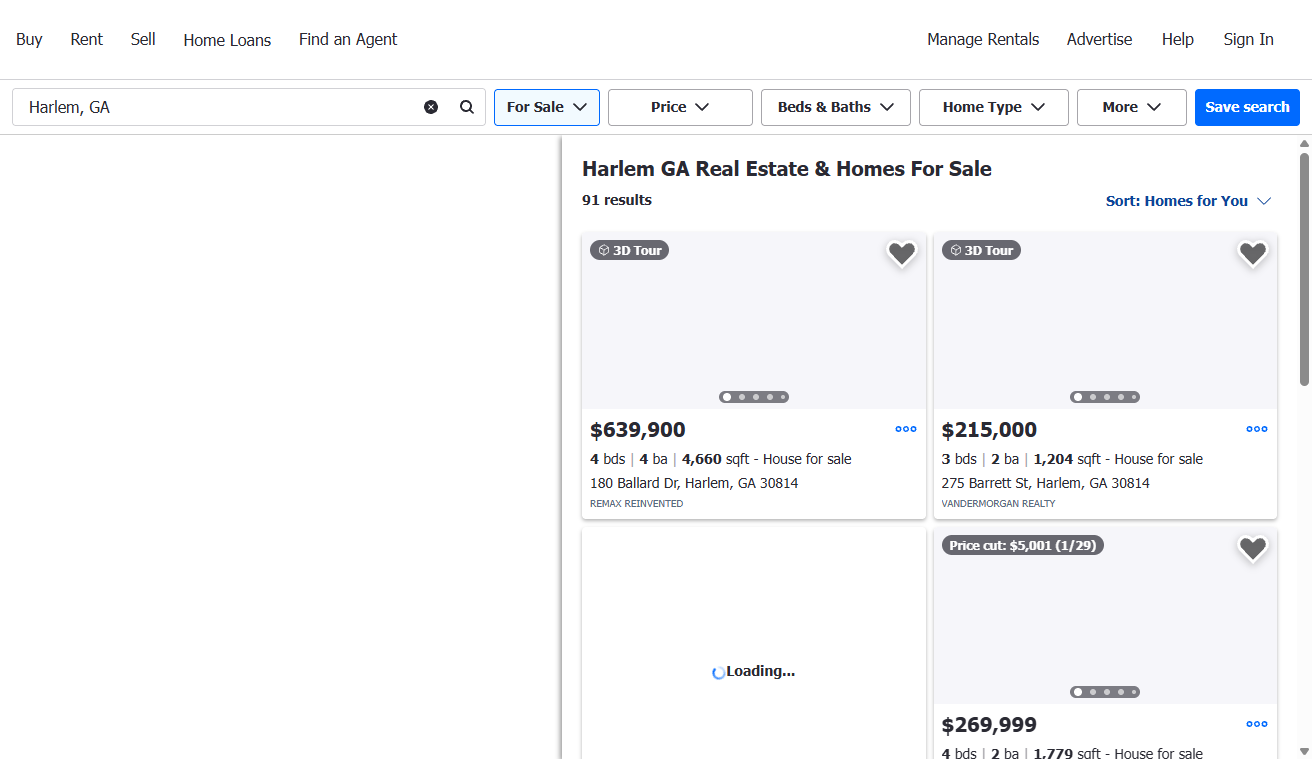 Buy Rent Sell Home Loans Find an Agent Manage Rentals Advertise Help Sign In
Harlem, GA For Sale Price Beds & Baths Home Type More Save search
Harlem GA Real Estate & Homes For Sale
91 results Sort: Homes for You
3D Tour
$639,900
4 bds | 4 ba | 4,660 sqft - House for sale
180 Ballard Dr, Harlem, GA 30814
REMAX REINVENTED
3D Tour
$215,000
3 bds | 2 ba | 1,204 sqft - House for sale
275 Barrett St, Harlem, GA 30814
VANDERMORGAN REALTY
Loading...
Price cut: $5,001 (1/29)
$269,999
4 bds | 2 ba | 1,779 sqft - House for sale